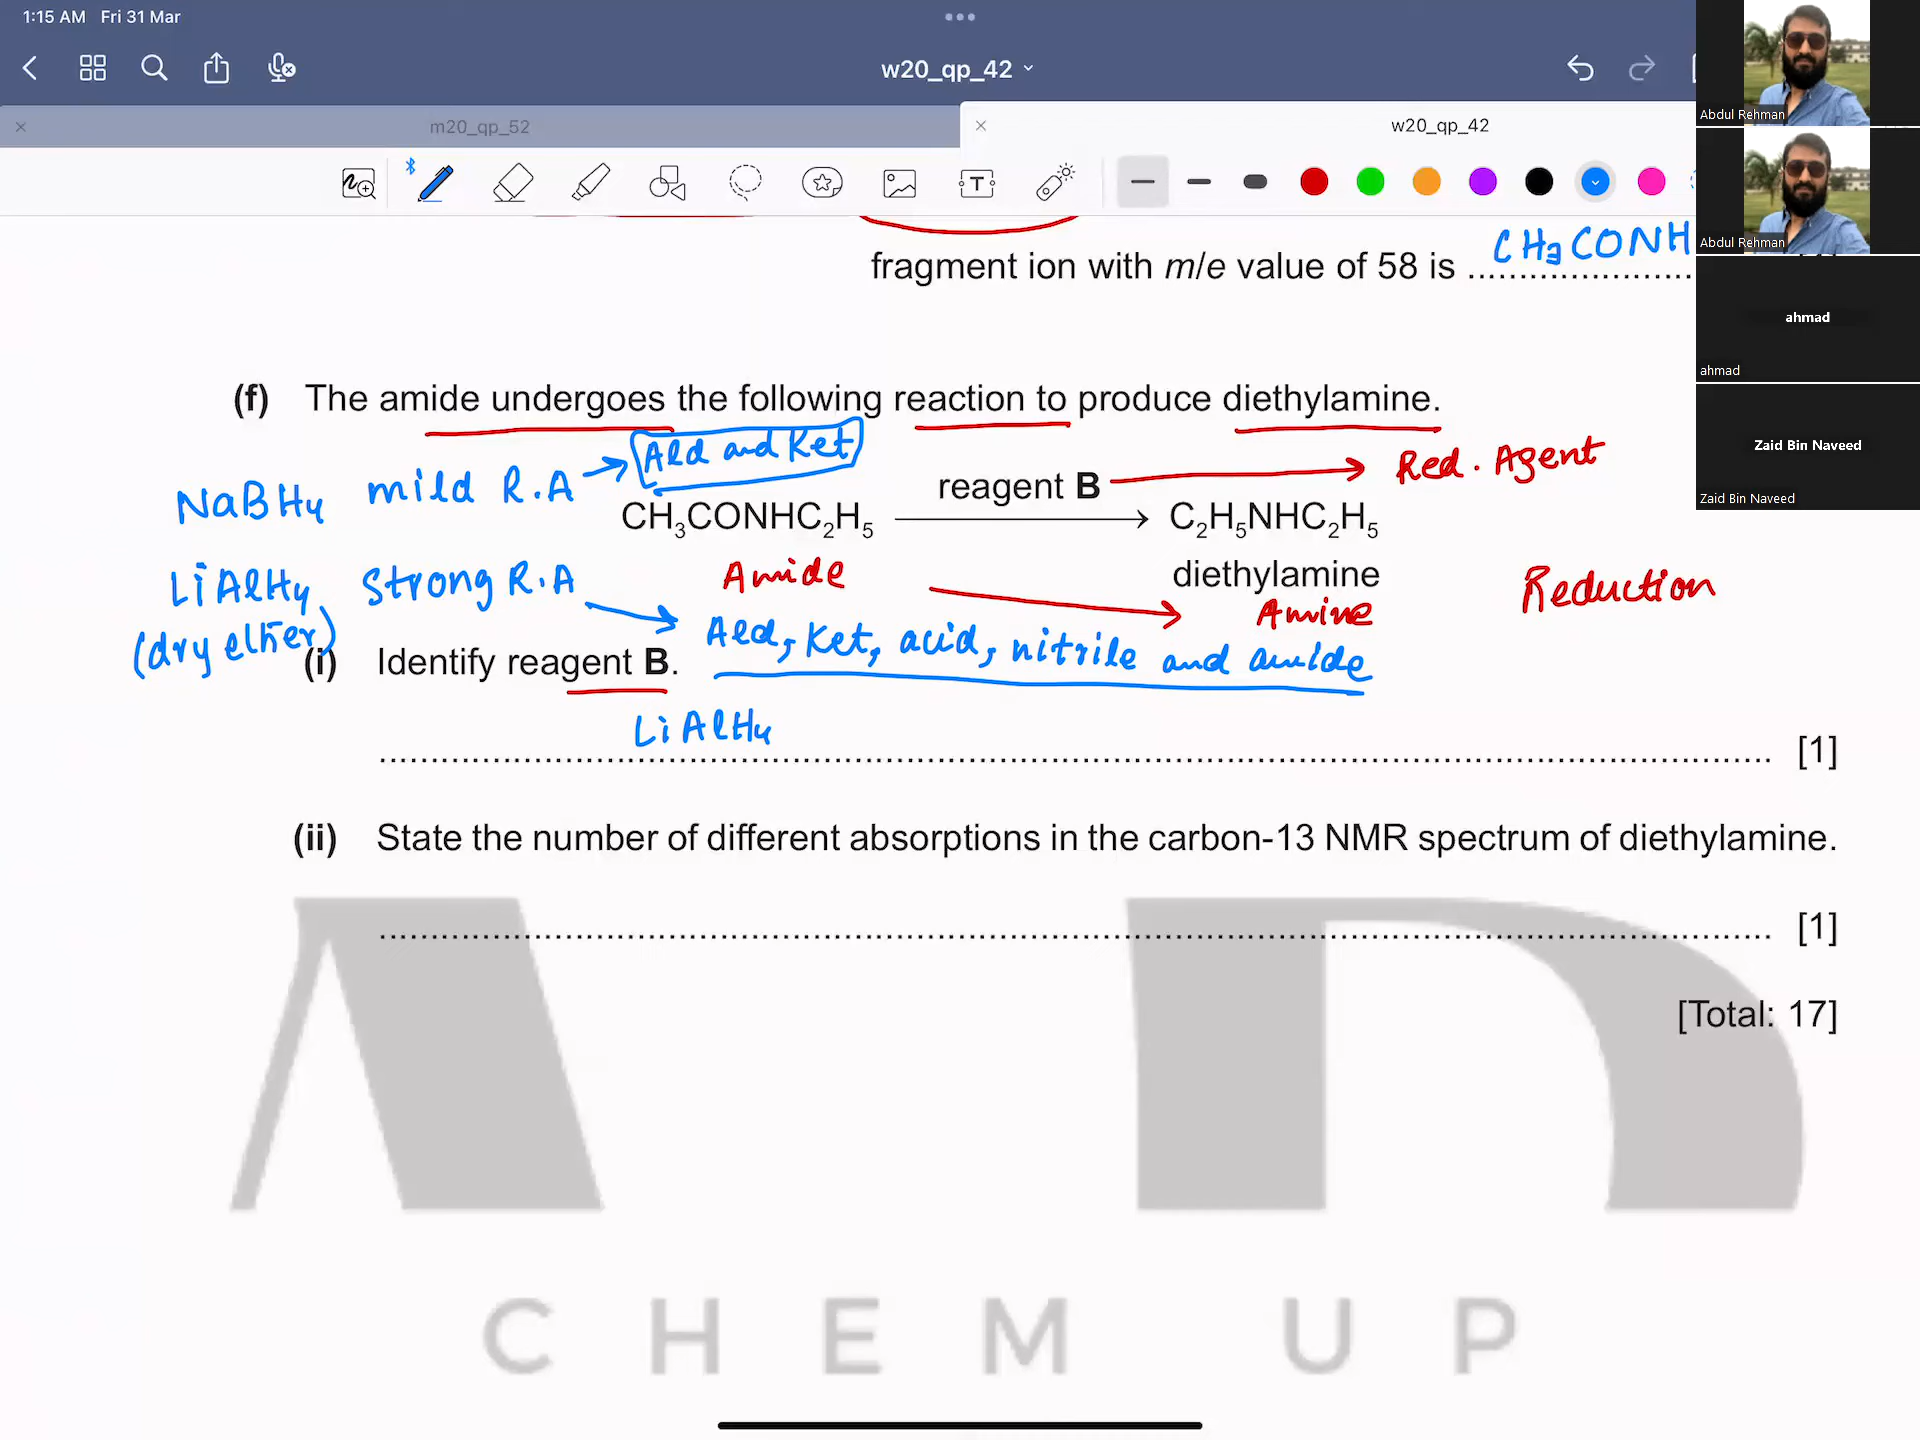 1:15 AM Fri 31 Mar
w20_qp_42
m20_qp_52
w20_qp_42
Abdul Rehman
Abdul Rehman
ahmad
ahmad
Zaid Bin Naveed
Zaid Bin Naveed
fragment ion with m/e value of 58 is CH₃CONH
(f) The amide undergoes the following reaction to produce diethylamine.
NaBH₄ mild R.A → Ald and Ket
reagent B → Red. Agent
CH₃CONHC₂H₅ → C₂H₅NHC₂H₅
LiAlH₄ Strong R.A Amide diethylamine Reduction
Amine
(dry ether) Ald, Ket, acid, nitrile and amide
(i) Identify reagent B.
LiAlH₄
[1]
(ii) State the number of different absorptions in the carbon-13 NMR spectrum of diethylamine.
[1]
[Total: 17]
CHEM UP